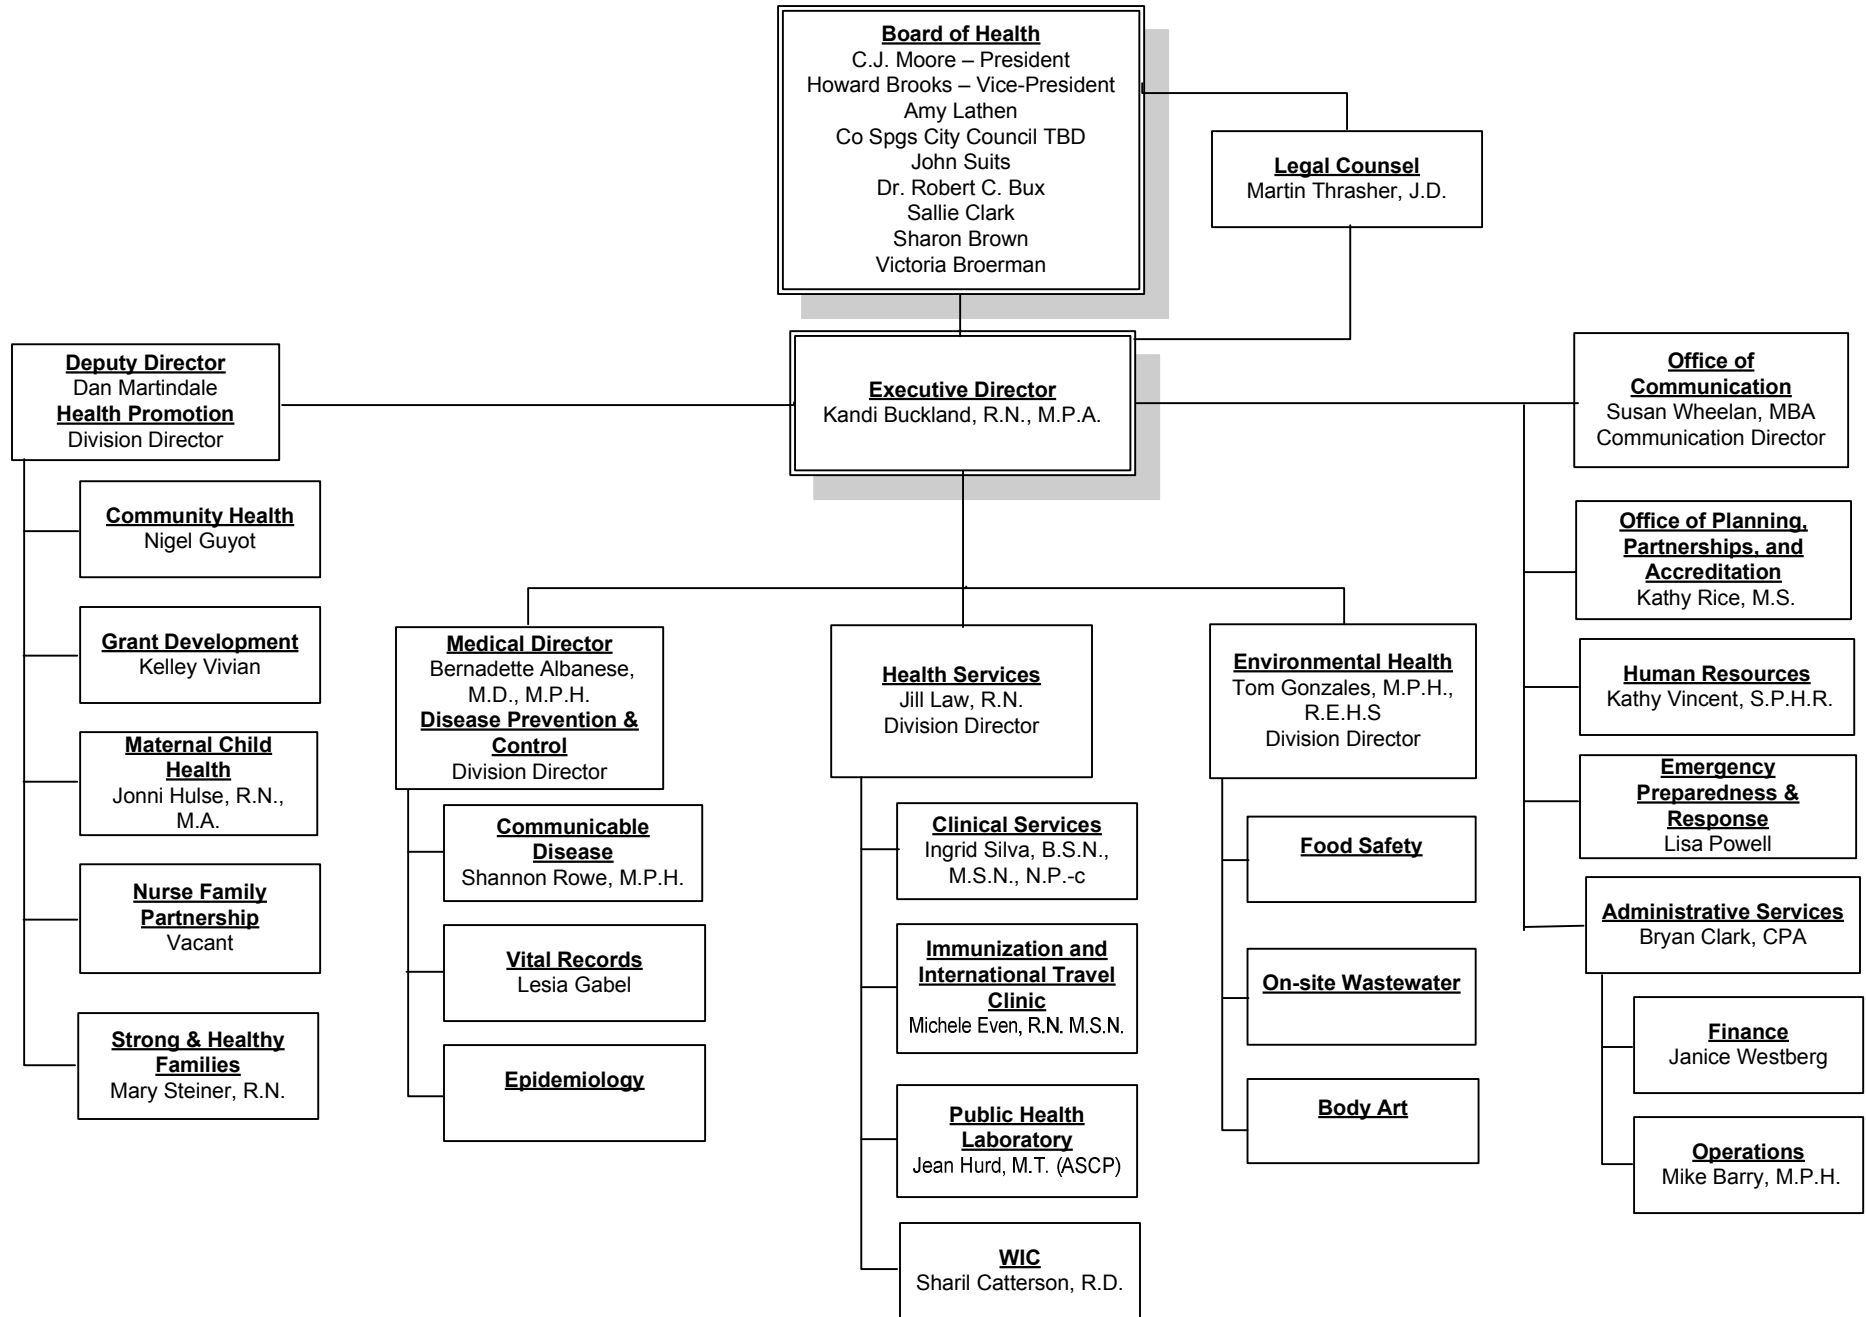 Board of Health
C.J. Moore – President
Howard Brooks – Vice-President
Amy Lathen
Co Spgs City Council TBD
John Suits
Dr. Robert C. Bux
Sallie Clark
Sharon Brown
Victoria Broerman
Legal Counsel
Martin Thrasher, J.D.
Executive Director
Kandi Buckland, R.N., M.P.A.
Deputy Director
Dan Martindale
Health Promotion
Division Director
Community Health
Nigel Guyot
Grant Development
Kelley Vivian
Maternal Child
Health
Jonni Hulse, R.N.,
M.A.
Nurse Family
Partnership
Vacant
Strong & Healthy
Families
Mary Steiner, R.N.
Medical Director
Bernadette Albanese,
M.D., M.P.H.
Disease Prevention &
Control
Division Director
Communicable
Disease
Shannon Rowe, M.P.H.
Vital Records
Lesia Gabel
Epidemiology
Health Services
Jill Law, R.N.
Division Director
Clinical Services
Ingrid Silva, B.S.N.,
M.S.N., N.P.-c
Immunization and
International Travel
Clinic
Michele Even, R.N. M.S.N.
Public Health
Laboratory
Jean Hurd, M.T. (ASCP)
WIC
Sharil Catterson, R.D.
Environmental Health
Tom Gonzales, M.P.H.,
R.E.H.S
Division Director
Food Safety
On-site Wastewater
Body Art
Office of
Communication
Susan Wheelan, MBA
Communication Director
Office of Planning,
Partnerships, and
Accreditation
Kathy Rice, M.S.
Human Resources
Kathy Vincent, S.P.H.R.
Emergency
Preparedness &
Response
Lisa Powell
Administrative Services
Bryan Clark, CPA
Finance
Janice Westberg
Operations
Mike Barry, M.P.H.